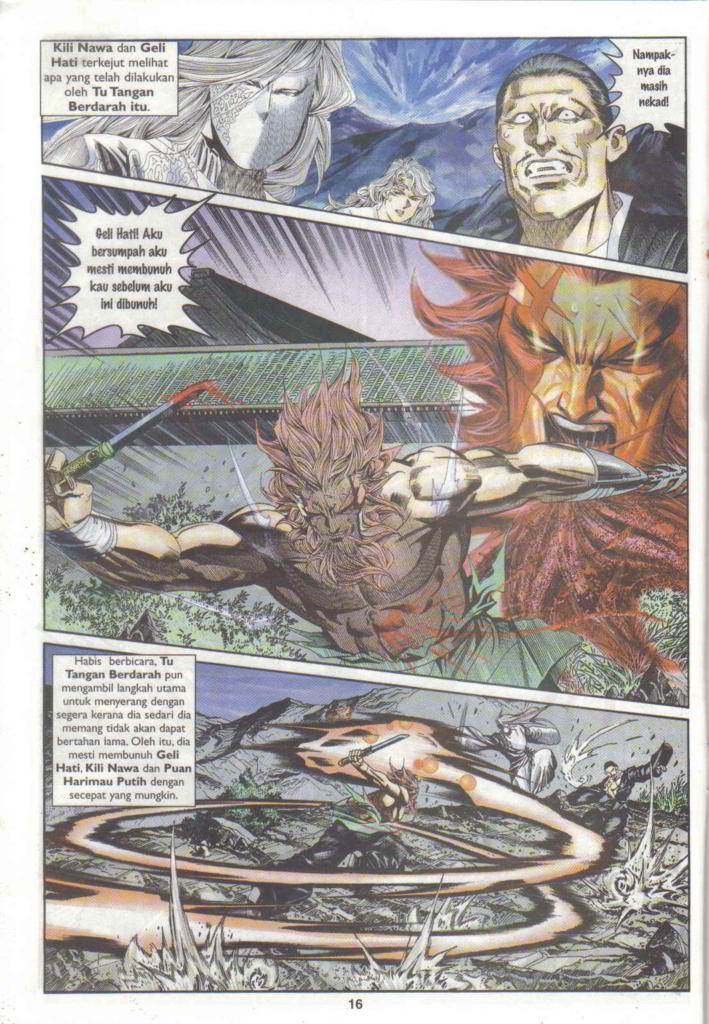 Kili Nawa dan Geli
Hati terkejut melihat
apa yang telah dilakukan
oleh Tu Tangan
Berdarah itu.
Nampak-
nya dia
masih
nekad!
Geli Hati! Aku
bersumpah aku
mesti membunuh
kau sebelum aku
ini dibunuh!
Habis berbicara, Tu
Tangan Berdarah pun
mengambil langkah utama
untuk menyerang dengan
segera kerana dia sedari dia
memang tidak akan dapat
bertahan lama. Oleh itu, dia
mesti membunuh Geli
Hati, Kili Nawa dan Puan
Harimau Putih dengan
secepat yang mungkin.
16